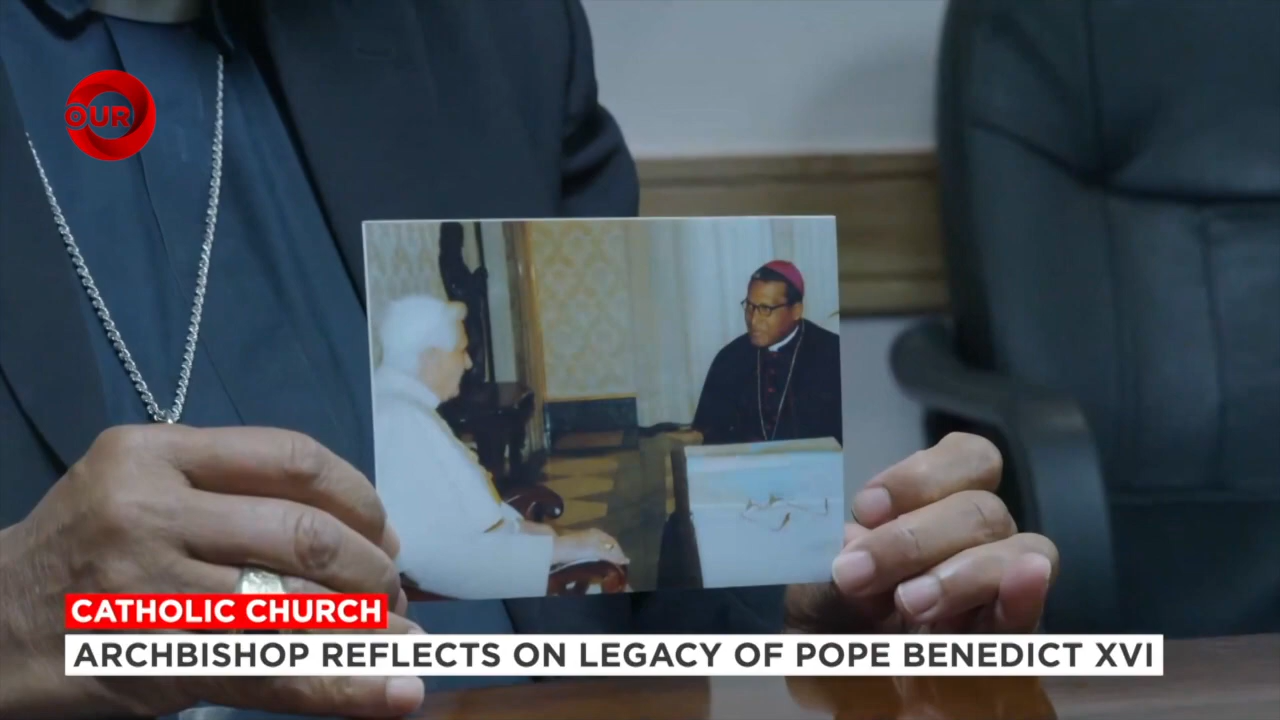 OUR
CATHOLIC CHURCH
ARCHBISHOP REFLECTS ON LEGACY OF POPE BENEDICT XVI